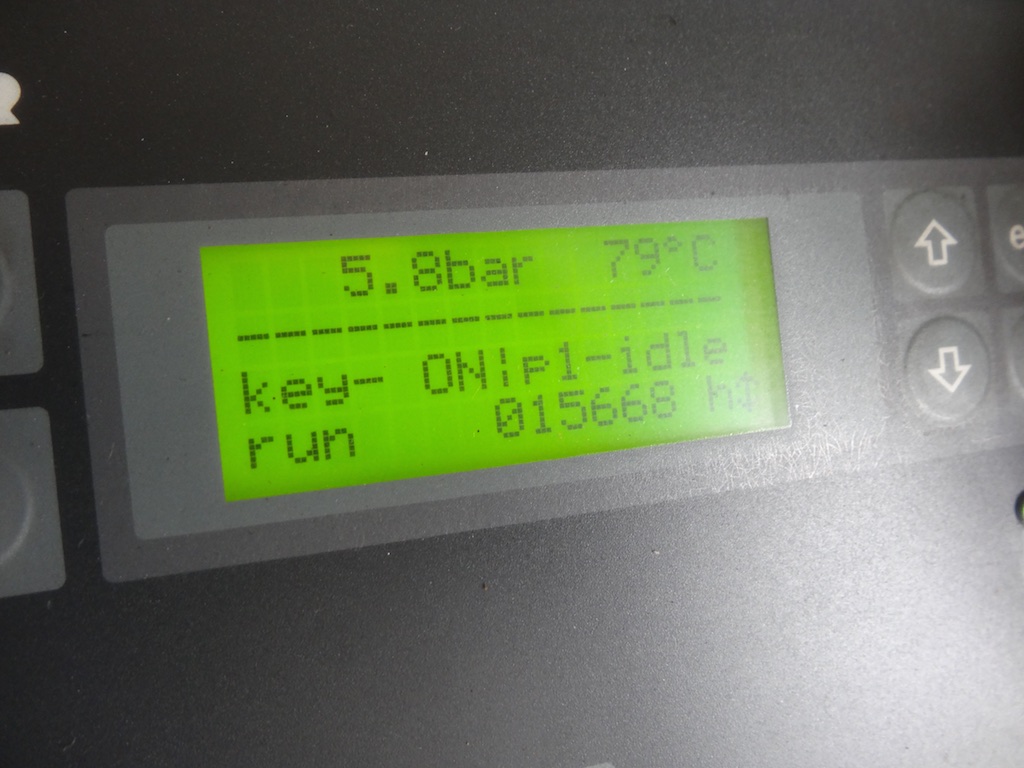 5.8bar 79°C
--------------------
key- ON!p1-idle
run 015668 h